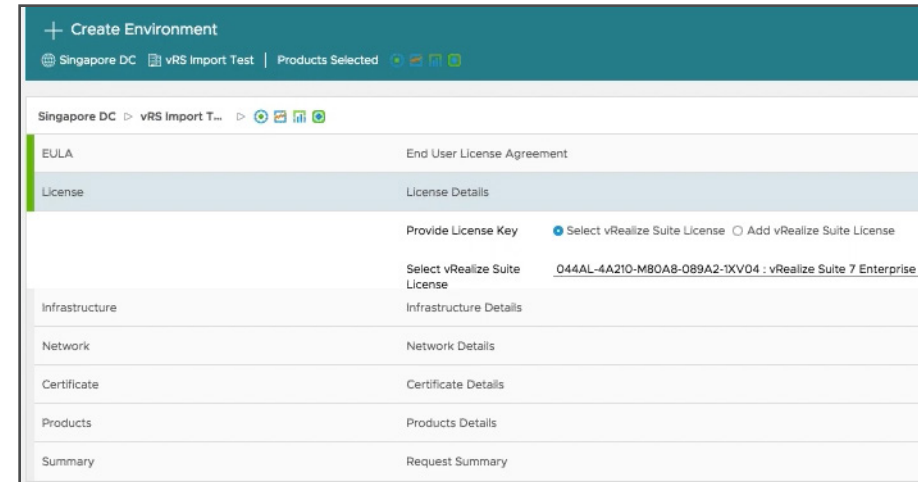 + Create Environment
Singapore DC vRS Import Test | Products Selected
Singapore DC ▷ vRS Import T... ▷
EULA End User License Agreement
License License Details
Provide License Key Select vRealize Suite License Add vRealize Suite License
Select vRealize Suite License 044AL-4A210-M80A8-089A2-1XV04 : vRealize Suite 7 Enterprise
Infrastructure Infrastructure Details
Network Network Details
Certificate Certificate Details
Products Products Details
Summary Request Summary